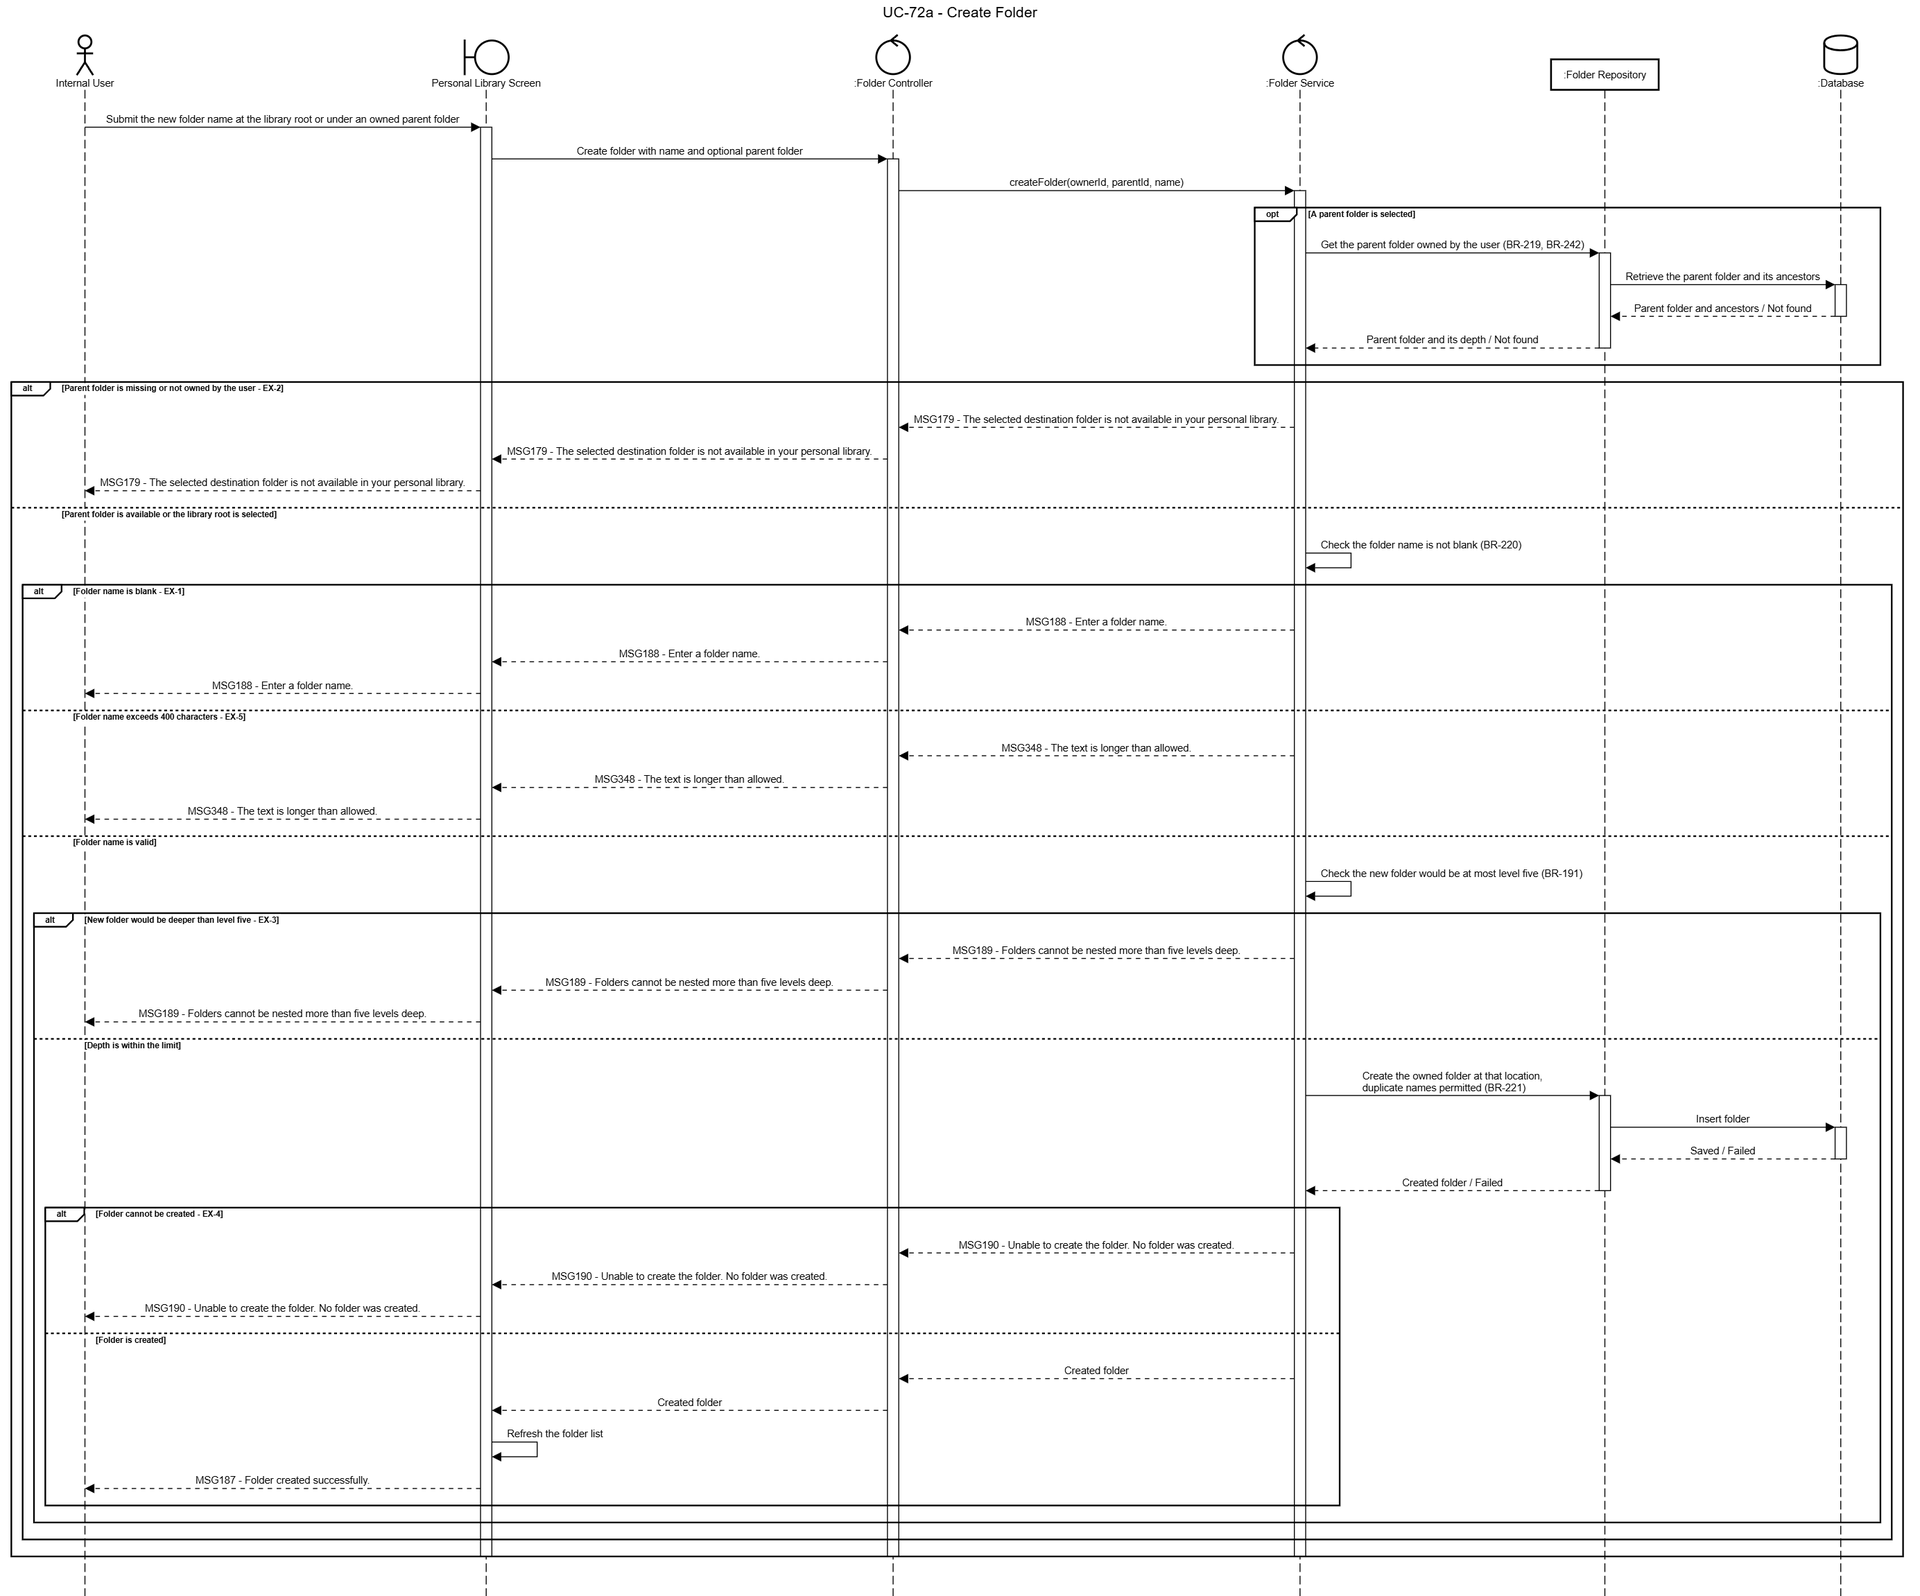 UC-72a - Create Folder
Internal User
Personal Library Screen
:Folder Controller
:Folder Service
:Folder Repository
:Database
Submit the new folder name at the library root or under an owned parent folder
Create folder with name and optional parent folder
createFolder(ownerId, parentId, name)
opt
[A parent folder is selected]
Get the parent folder owned by the user (BR-219, BR-242)
Retrieve the parent folder and its ancestors
Parent folder and ancestors / Not found
Parent folder and its depth / Not found
alt
[Parent folder is missing or not owned by the user - EX-2]
MSG179 - The selected destination folder is not available in your personal library.
MSG179 - The selected destination folder is not available in your personal library.
MSG179 - The selected destination folder is not available in your personal library.
[Parent folder is available or the library root is selected]
Check the folder name is not blank (BR-220)
alt
[Folder name is blank - EX-1]
MSG188 - Enter a folder name.
MSG188 - Enter a folder name.
MSG188 - Enter a folder name.
[Folder name exceeds 400 characters - EX-5]
MSG348 - The text is longer than allowed.
MSG348 - The text is longer than allowed.
MSG348 - The text is longer than allowed.
[Folder name is valid]
Check the new folder would be at most level five (BR-191)
alt
[New folder would be deeper than level five - EX-3]
MSG189 - Folders cannot be nested more than five levels deep.
MSG189 - Folders cannot be nested more than five levels deep.
MSG189 - Folders cannot be nested more than five levels deep.
[Depth is within the limit]
Create the owned folder at that location,
duplicate names permitted (BR-221)
Insert folder
Saved / Failed
Created folder / Failed
alt
[Folder cannot be created - EX-4]
MSG190 - Unable to create the folder. No folder was created.
MSG190 - Unable to create the folder. No folder was created.
MSG190 - Unable to create the folder. No folder was created.
[Folder is created]
Created folder
Created folder
Refresh the folder list
MSG187 - Folder created successfully.